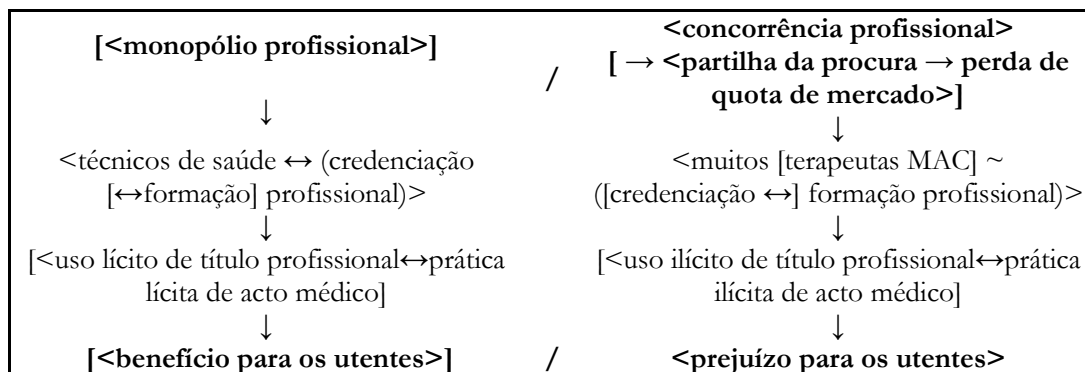 [<monopólio profissional>]
/
<concorrência profissional>
[ → <partilha da procura → perda de
quota de mercado>]
↓
↓
<técnicos de saúde ↔ (credenciação
[↔formação] profissional)>
<muitos [terapeutas MAC] ~
([credenciação ↔] formação profissional)>
↓
↓
[<uso lícito de título profissional↔prática
lícita de acto médico]
[<uso ilícito de título profissional↔prática
ilícita de acto médico]
↓
↓
[<benefício para os utentes>]
/
<prejuízo para os utentes>